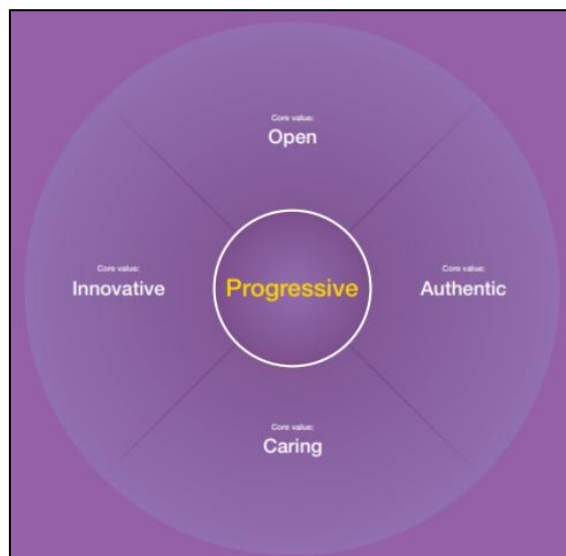 Core value:
Open
Core value:
Innovative
Progressive
Core value:
Authentic
Core value:
Caring